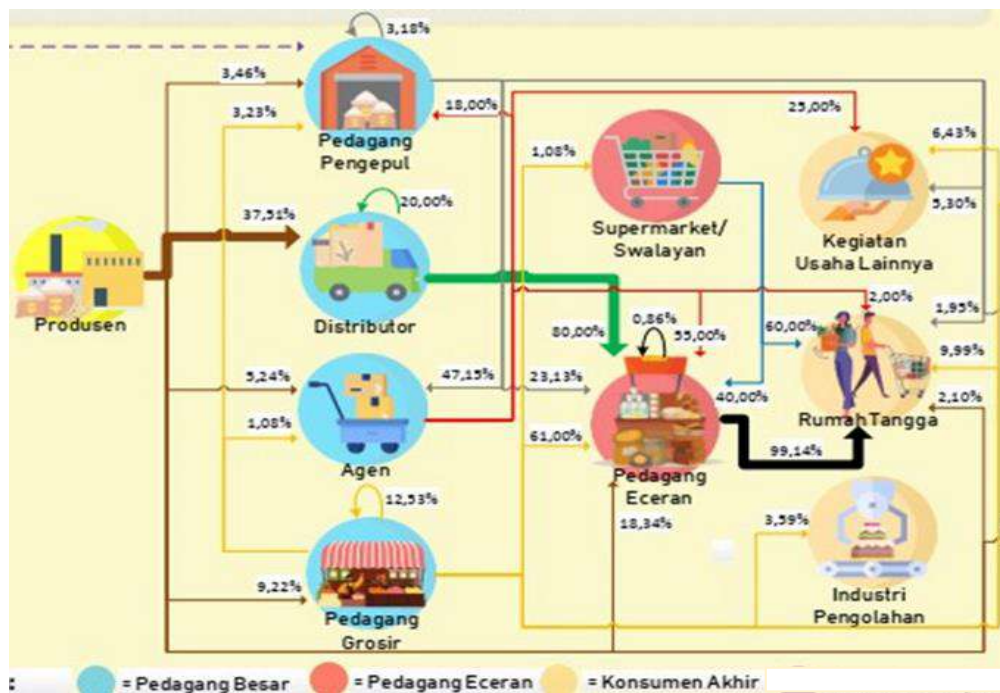 3,18%
3,46%
3,23%
18,00%
25,00%
Pedagang
Pengepul
1,08%
6,43%
5,30%
37,51%
20,00%
Supermarket/
Swalayan
Kegiatan
Usaha Lainnya
Produsen
Distributor
80,00%
0,86%
55,00%
60,00%
2,00%
1,95%
5,24%
47,15%
23,13%
40,00%
9,99%
2,10%
1,08%
61,00%
Rumah Tangga
Agen
99,14%
Pedagang
Eceran
12,53%
18,34%
3,59%
9,22%
Pedagang
Grosir
Industri
Pengolahan
: = Pedagang Besar = Pedagang Eceran = Konsumen Akhir